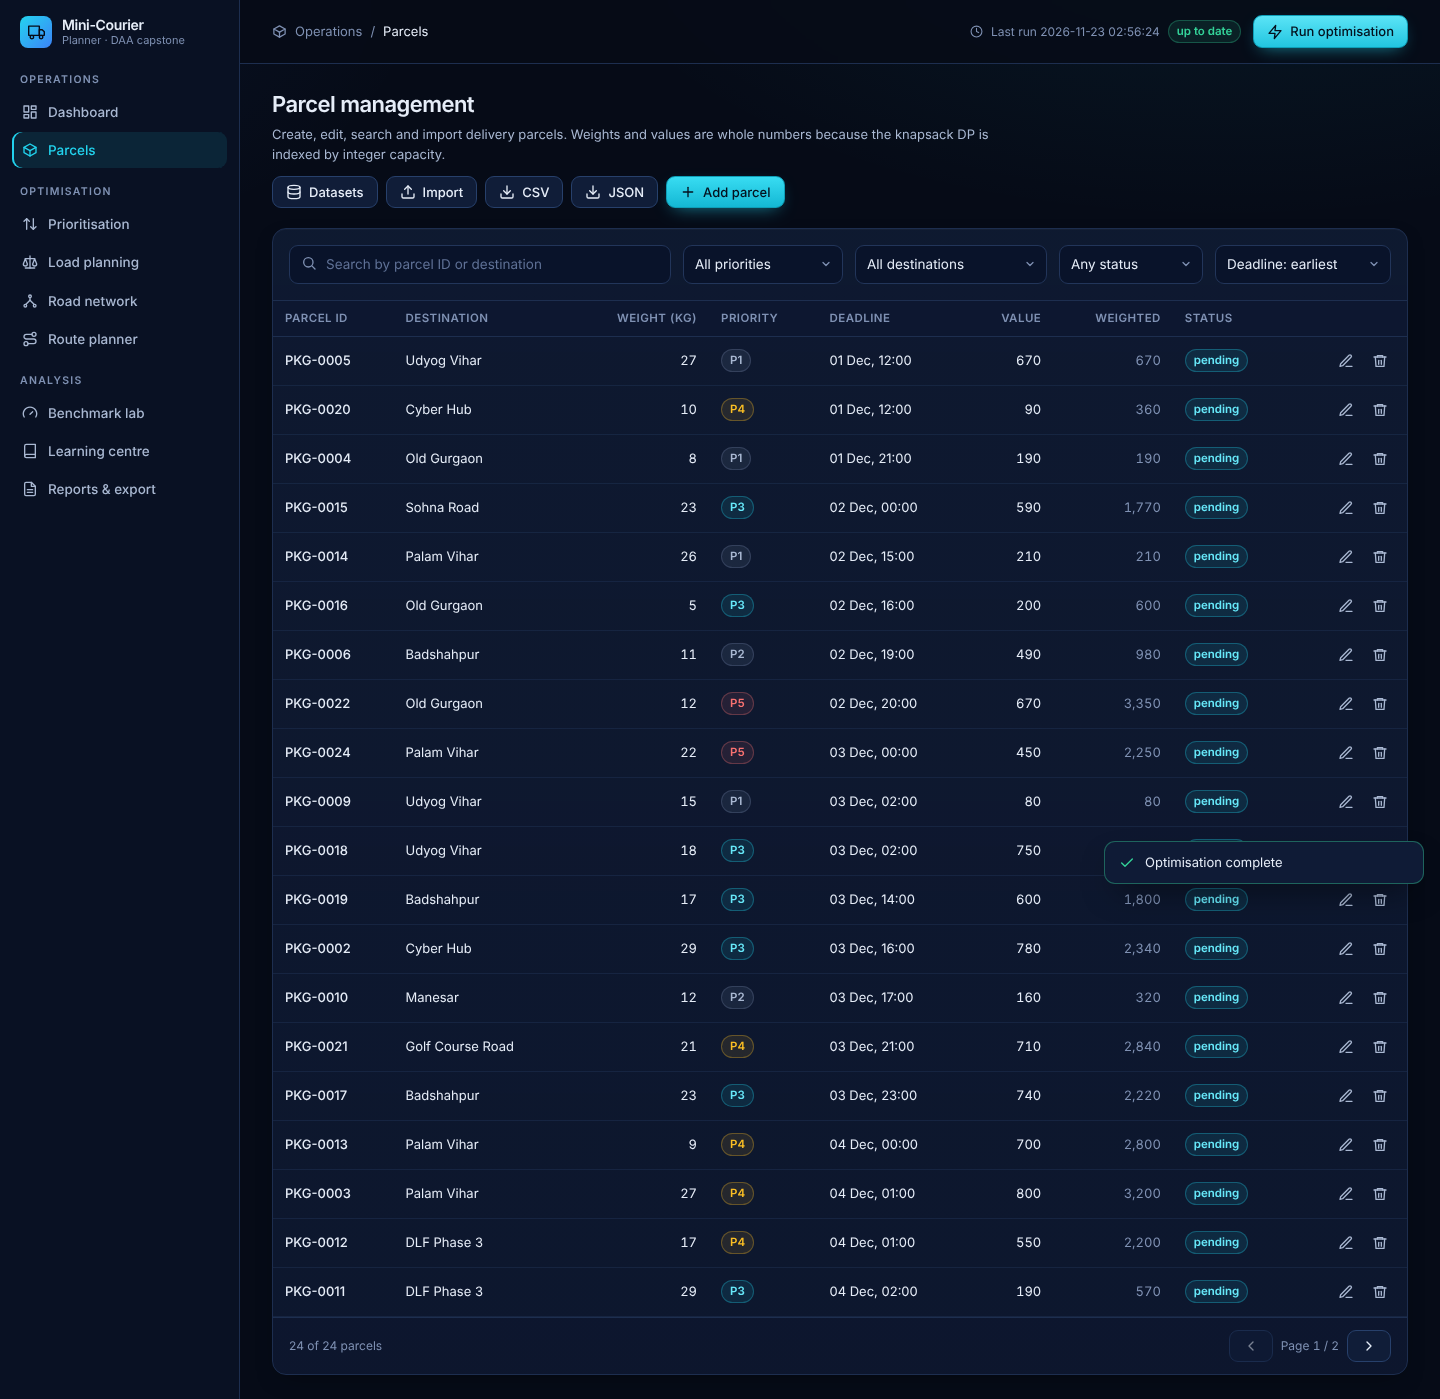 Mini-Courier
Planner · DAA capstone
OPERATIONS
Dashboard
Parcels
OPTIMISATION
Prioritisation
Load planning
Road network
Route planner
ANALYSIS
Benchmark lab
Learning centre
Reports & export
Operations / Parcels
Last run 2026-11-23 02:56:24 up to date Run optimisation
Parcel management
Create, edit, search and import delivery parcels. Weights and values are whole numbers because the knapsack DP is
indexed by integer capacity.
Datasets Import CSV JSON Add parcel
Search by parcel ID or destination All priorities All destinations Any status Deadline: earliest
PARCEL ID DESTINATION WEIGHT (KG) PRIORITY DEADLINE VALUE WEIGHTED STATUS
PKG-0005 Udyog Vihar 27 P1 01 Dec, 12:00 670 670 pending
PKG-0020 Cyber Hub 10 P4 01 Dec, 12:00 90 360 pending
PKG-0004 Old Gurgaon 8 P1 01 Dec, 21:00 190 190 pending
PKG-0015 Sohna Road 23 P3 02 Dec, 00:00 590 1,770 pending
PKG-0014 Palam Vihar 26 P1 02 Dec, 15:00 210 210 pending
PKG-0016 Old Gurgaon 5 P3 02 Dec, 16:00 200 600 pending
PKG-0006 Badshahpur 11 P2 02 Dec, 19:00 490 980 pending
PKG-0022 Old Gurgaon 12 P5 02 Dec, 20:00 670 3,350 pending
PKG-0024 Palam Vihar 22 P5 03 Dec, 00:00 450 2,250 pending
PKG-0009 Udyog Vihar 15 P1 03 Dec, 02:00 80 80 pending
PKG-0018 Udyog Vihar 18 P3 03 Dec, 02:00 750
Optimisation complete
PKG-0019 Badshahpur 17 P3 03 Dec, 14:00 600 1,800 pending
PKG-0002 Cyber Hub 29 P3 03 Dec, 16:00 780 2,340 pending
PKG-0010 Manesar 12 P2 03 Dec, 17:00 160 320 pending
PKG-0021 Golf Course Road 21 P4 03 Dec, 21:00 710 2,840 pending
PKG-0017 Badshahpur 23 P3 03 Dec, 23:00 740 2,220 pending
PKG-0013 Palam Vihar 9 P4 04 Dec, 00:00 700 2,800 pending
PKG-0003 Palam Vihar 27 P4 04 Dec, 01:00 800 3,200 pending
PKG-0012 DLF Phase 3 17 P4 04 Dec, 01:00 550 2,200 pending
PKG-0011 DLF Phase 3 29 P3 04 Dec, 02:00 190 570 pending
24 of 24 parcels Page 1 / 2